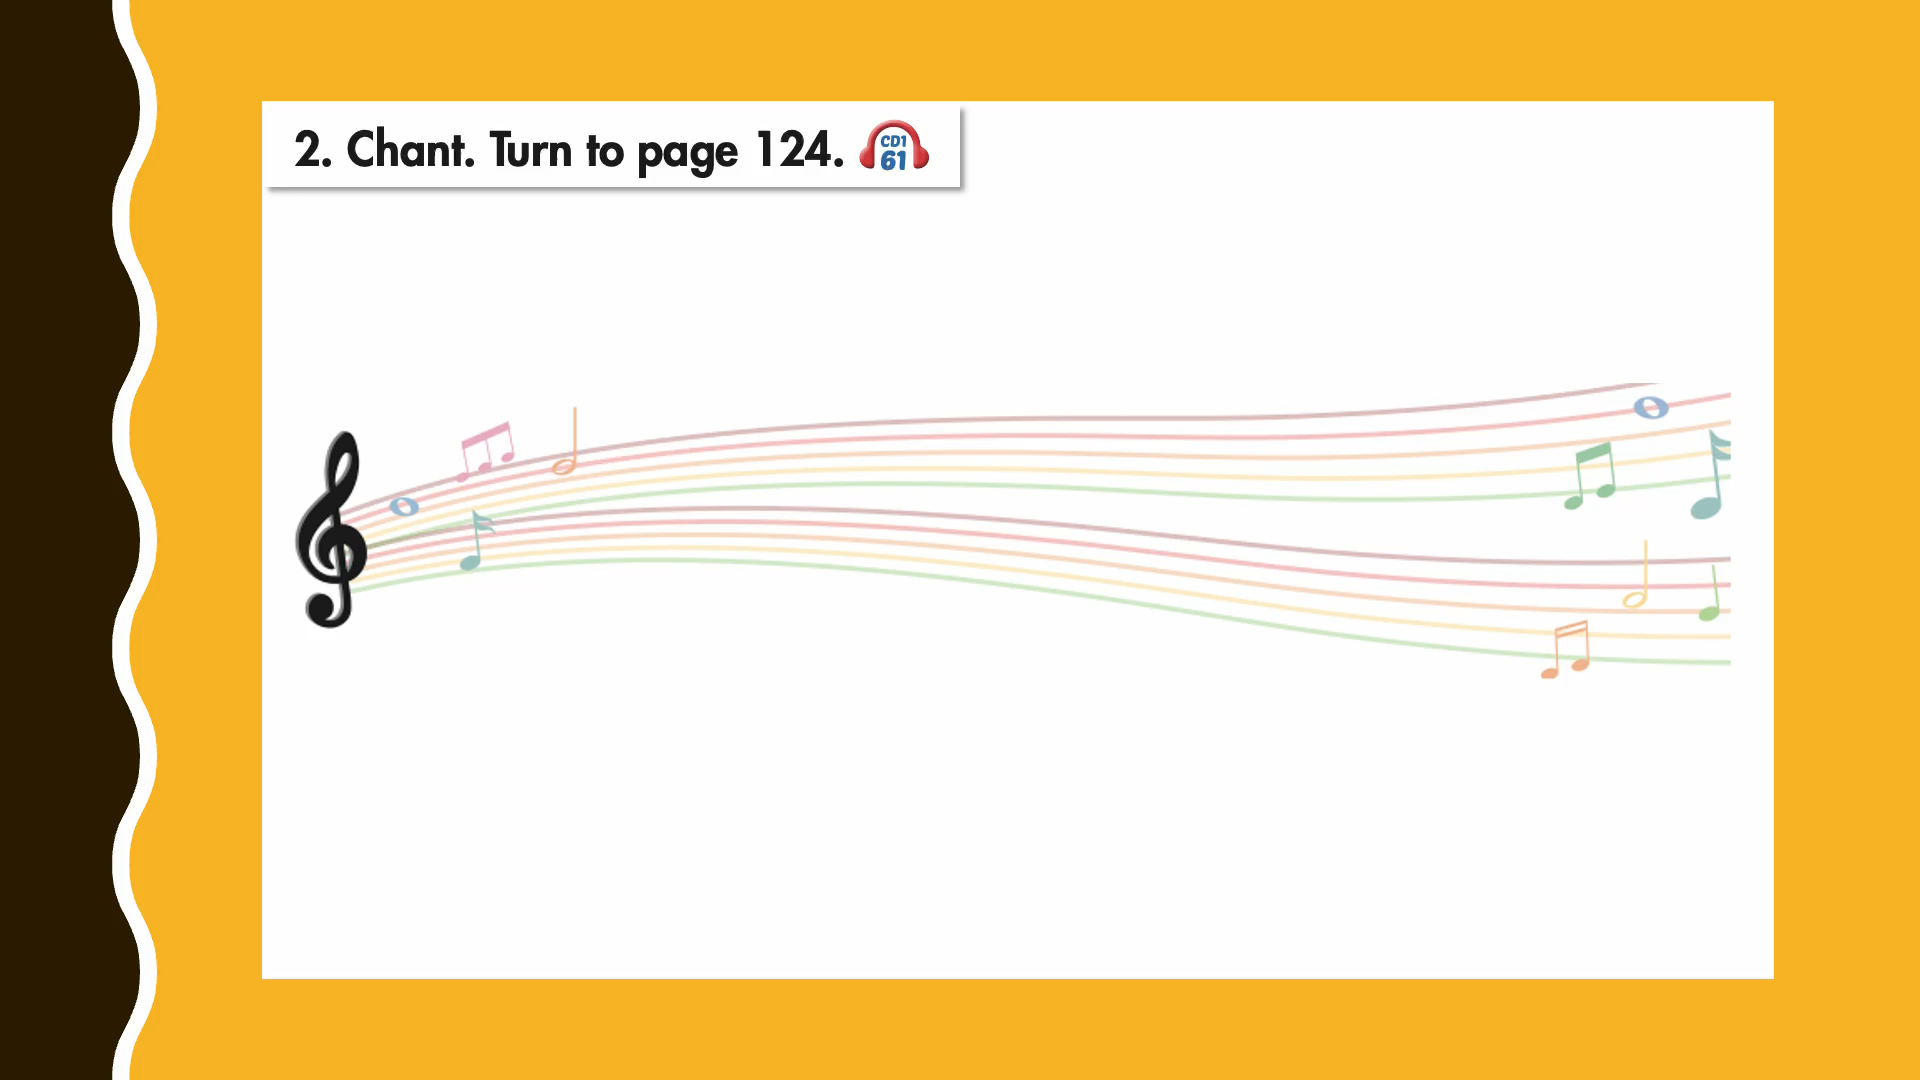 2. Chant. Turn to page 124.
CD1
61